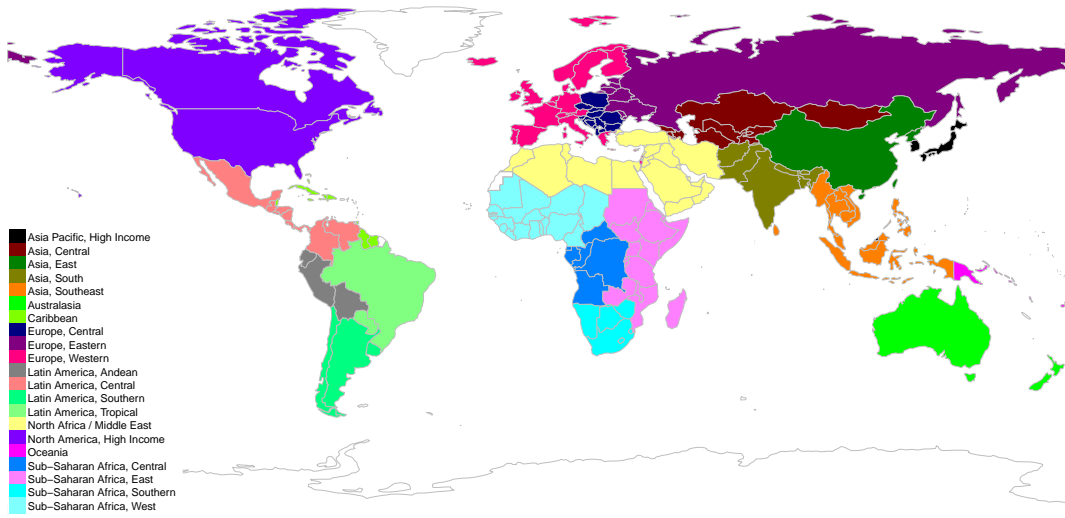 Asia Pacific, High Income
Asia, Central
Asia, East
Asia, South
Asia, Southeast
Australasia
Caribbean
Europe, Central
Europe, Eastern
Europe, Western
Latin America, Andean
Latin America, Central
Latin America, Southern
Latin America, Tropical
North Africa / Middle East
North America, High Income
Oceania
Sub−Saharan Africa, Central
Sub−Saharan Africa, East
Sub−Saharan Africa, Southern
Sub−Saharan Africa, West